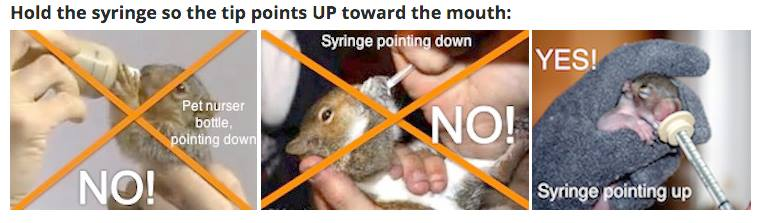 Hold the syringe so the tip points UP toward the mouth:
Pet nurser
bottle,
pointing down
NO!
Syringe pointing down
NO!
YES!
Syringe pointing up